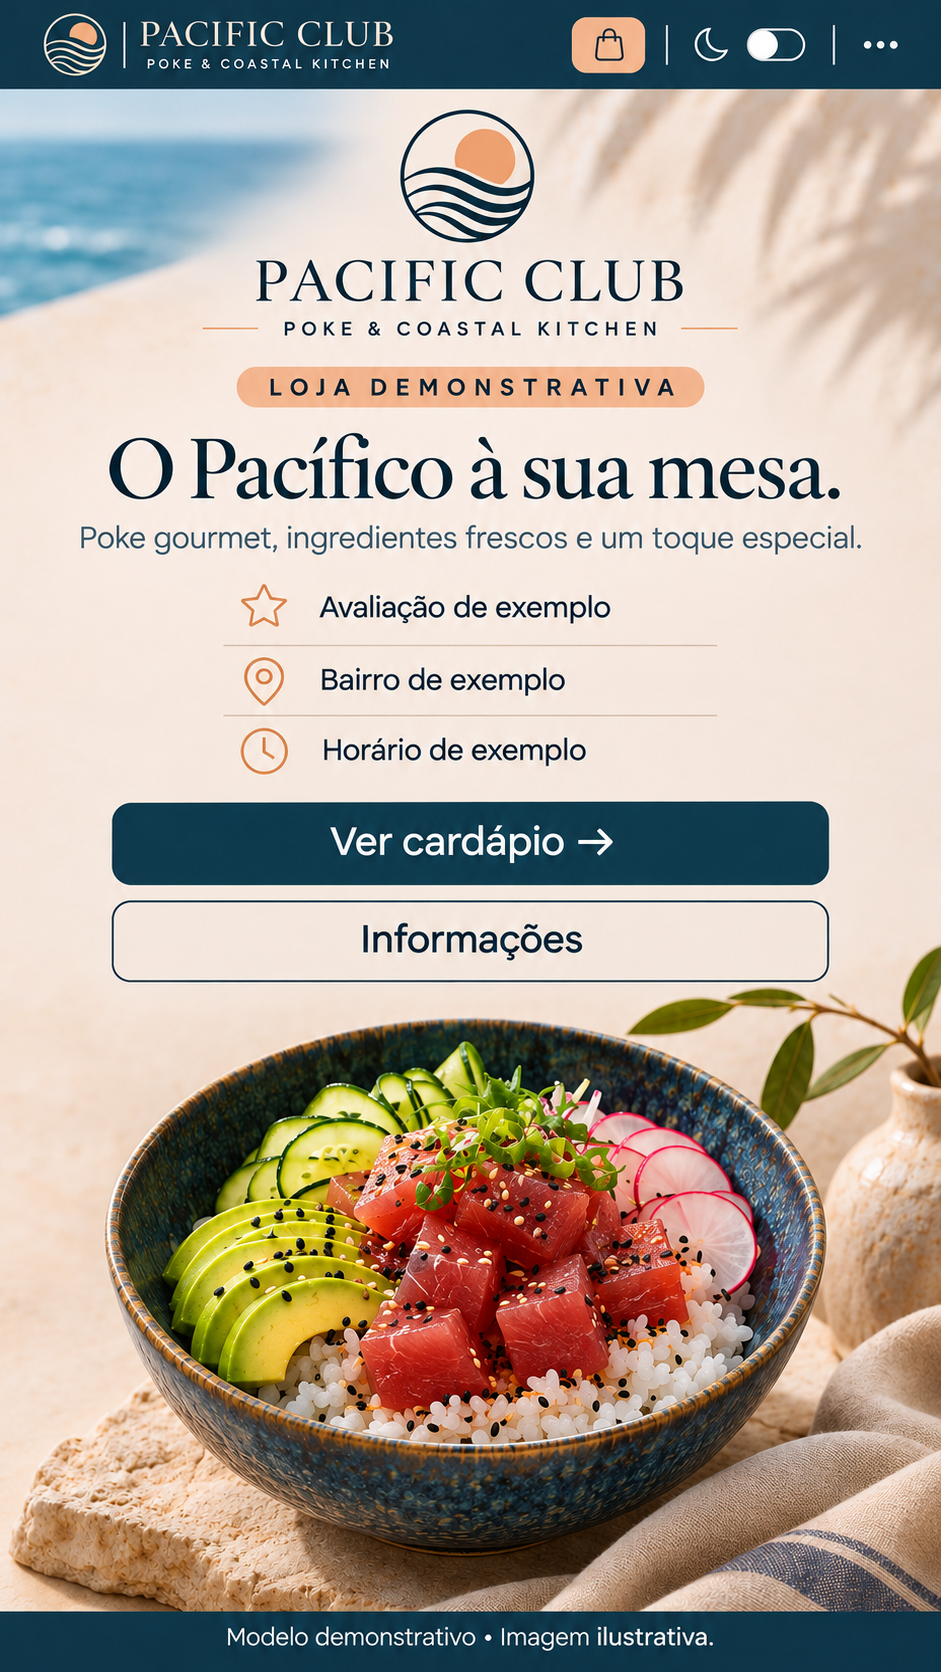 PACIFIC CLUB
POKE & COASTAL KITCHEN
PACIFIC CLUB
POKE & COASTAL KITCHEN
LOJA DEMONSTRATIVA
O Pacífico à sua mesa.
Poke gourmet, ingredientes frescos e um toque especial.
Avaliação de exemplo
Bairro de exemplo
Horário de exemplo
Ver cardápio →
Informações
Modelo demonstrativo • Imagem ilustrativa.